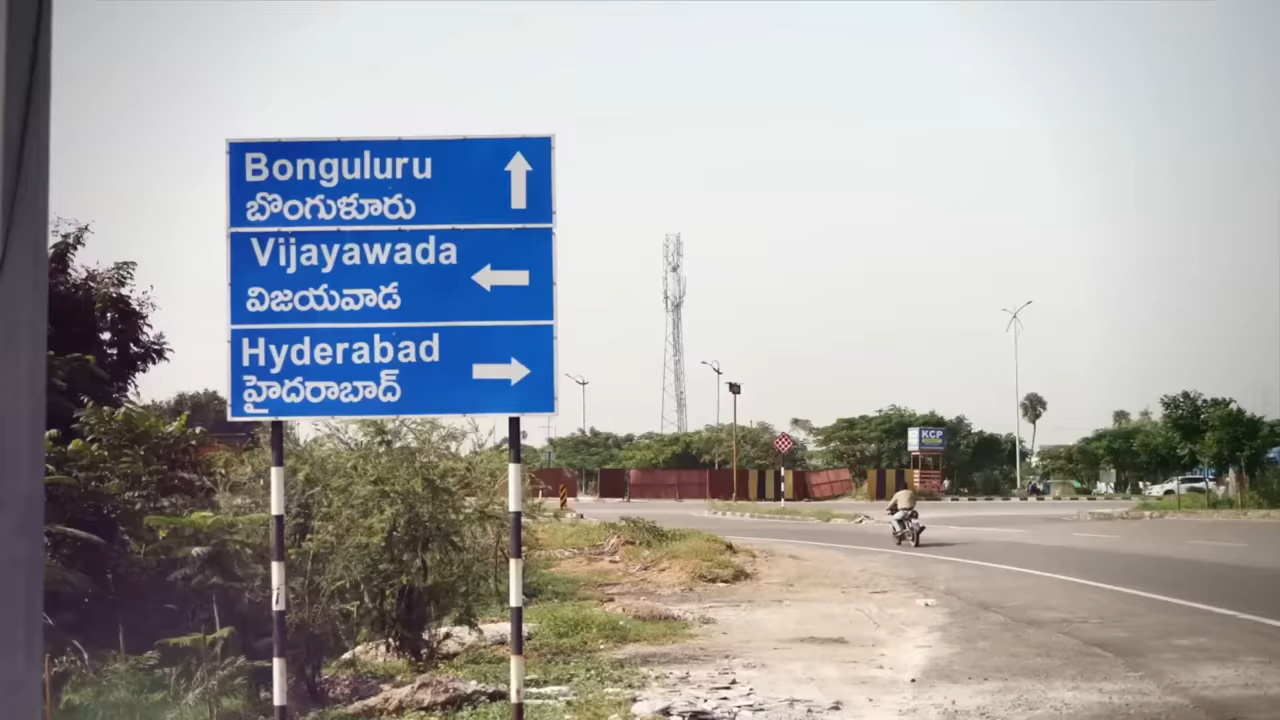 Bonguluru
బొంగుళూరు
Vijayawada
విజయవాడ
Hyderabad
హైదరాబాద్
KCP